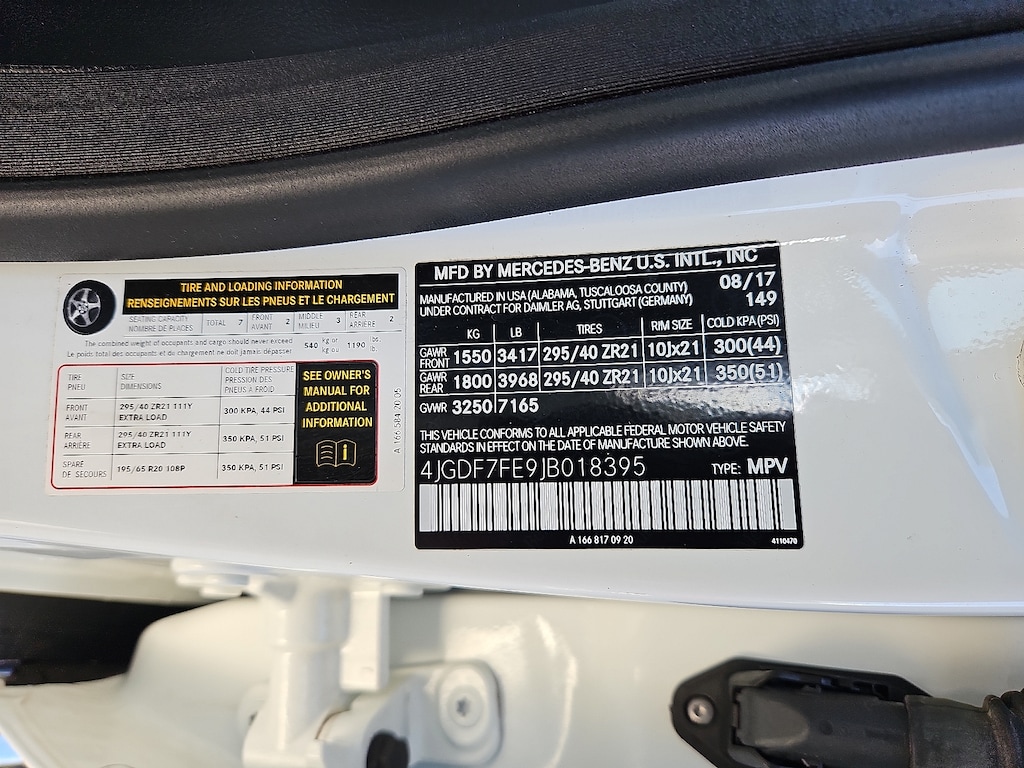 TIRE AND LOADING INFORMATION
RENSEIGNEMENTS SUR LES PNEUS ET LE CHARGEMENT
SEATING CAPACITY
NOMBRE DE PLACES
TOTAL 7
FRONT
AVANT 2
MIDDLE
MILIEU 3
REAR
ARRIÈRE 2
The combined weight of occupants and cargo should never exceed
Le poids total des occupants et du chargement ne doit jamais dépasser
540 kg or
kg ou
1190 lbs.
lb.
TIRE
PNEU
SIZE
DIMENSIONS
COLD TIRE PRESSURE
PRESSION DES
PNEUS A FROID
FRONT
AVANT
295/40 ZR21 111Y
EXTRA LOAD
300 KPA, 44 PSI
REAR
ARRIÈRE
295/40 ZR21 111Y
EXTRA LOAD
350 KPA, 51 PSI
SPARE
DE SECOURS
195/65 R20 108P
350 KPA, 51 PSI
SEE OWNER'S
MANUAL FOR
ADDITIONAL
INFORMATION
i
A 166 584 20 05
MFD BY MERCEDES-BENZ U.S. INTL., INC
MANUFACTURED IN USA (ALABAMA, TUSCALOOSA COUNTY)
UNDER CONTRACT FOR DAIMLER AG, STUTTGART (GERMANY)
08/17
149
KG LB TIRES RIM SIZE COLD KPA(PSI)
GAWR
FRONT 1550 3417 295/40 ZR21 10Jx21 300(44)
GAWR
REAR 1800 3968 295/40 ZR21 10Jx21 350(51)
GVWR 3250 7165
THIS VEHICLE CONFORMS TO ALL APPLICABLE FEDERAL MOTOR VEHICLE SAFETY
STANDARDS IN EFFECT ON THE DATE OF MANUFACTURE SHOWN ABOVE.
4JGDF7FE9JB018395 TYPE: MPV
A 166 817 09 20
4110470